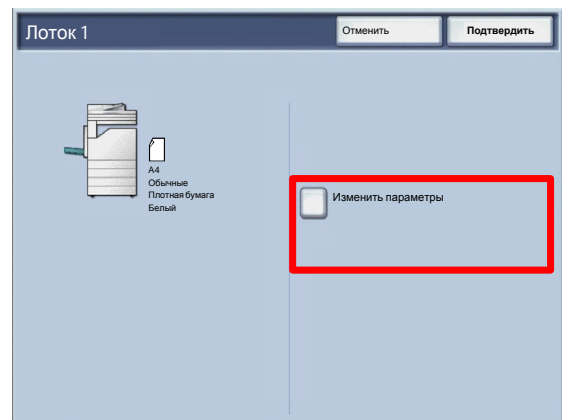 Лоток 1
Отменить
Подтвердить
A4
Обычные
Плотная бумага
Белый
Изменить параметры